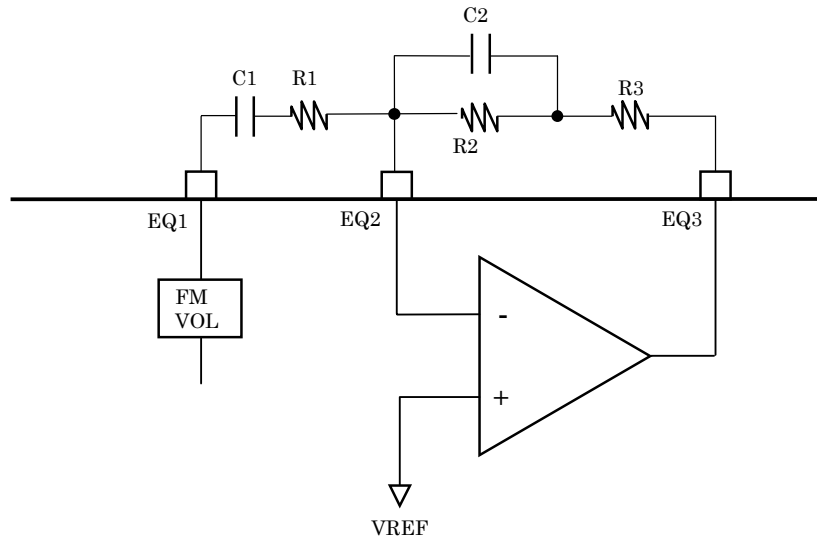 C2
C1
R1
R3
R2
EQ1
EQ2
EQ3
FM
VOL
-
+
VREF